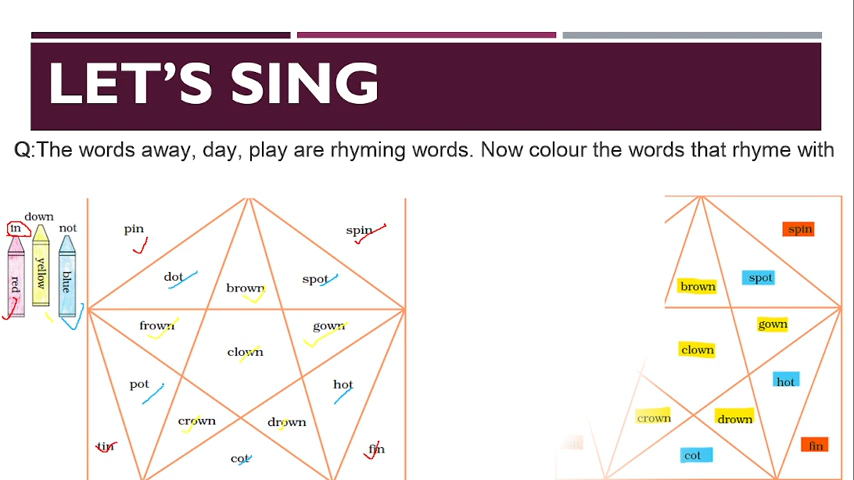 LET'S SING
Q:The words away, day, play are rhyming words. Now colour the words that rhyme with
in
down
not
red
yellow
blue
pin
spin
dot
brown
spot
frown
gown
clown
pot
hot
crown
drown
tin
cot
fin
spin
brown
spot
gown
clown
hot
crown
drown
cot
fin